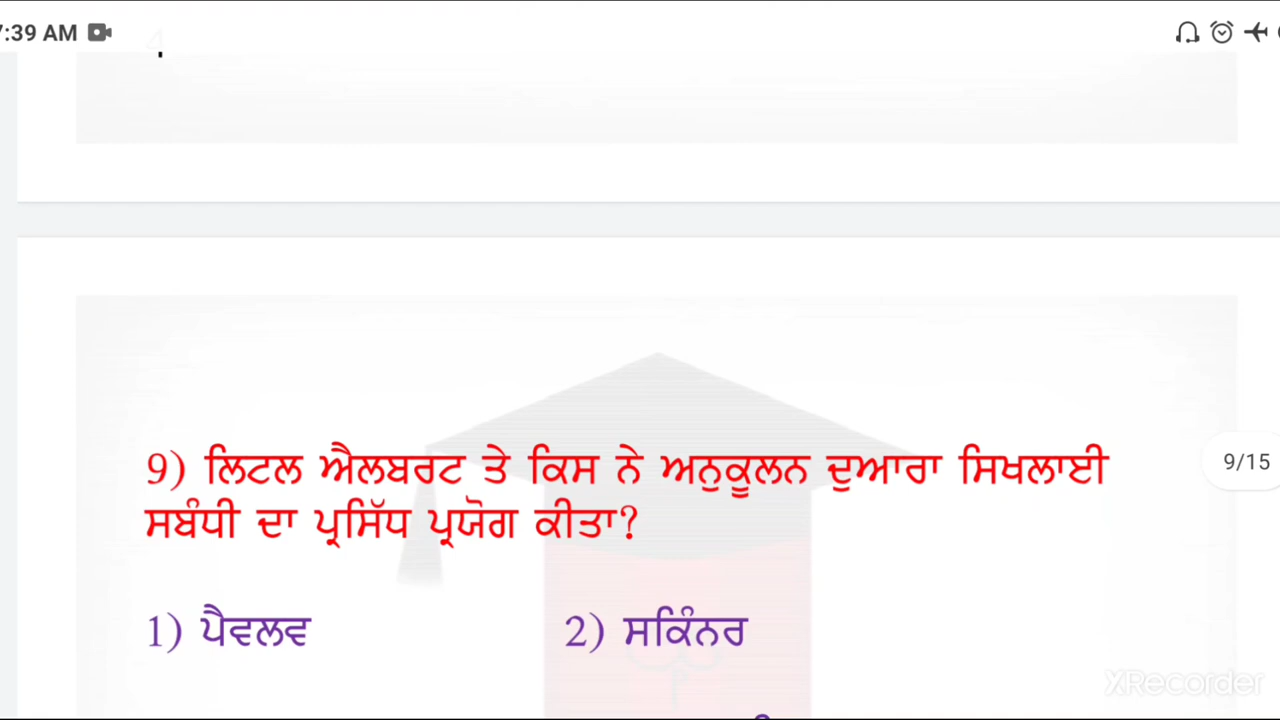 7:39 AM
9) ਲਿਟਲ ਐਲਬਰਟ ਤੇ ਕਿਸ ਨੇ ਅਨੁਕੂਲਨ ਦੁਆਰਾ ਸਿਖਲਾਈ
9/15
ਸਬੰਧੀ ਦਾ ਪ੍ਰਸਿੱਧ ਪ੍ਰਯੋਗ ਕੀਤਾ?
1) ਪੈਵਲਵ 2) ਸਕਿੰਨਰ
XRecorder